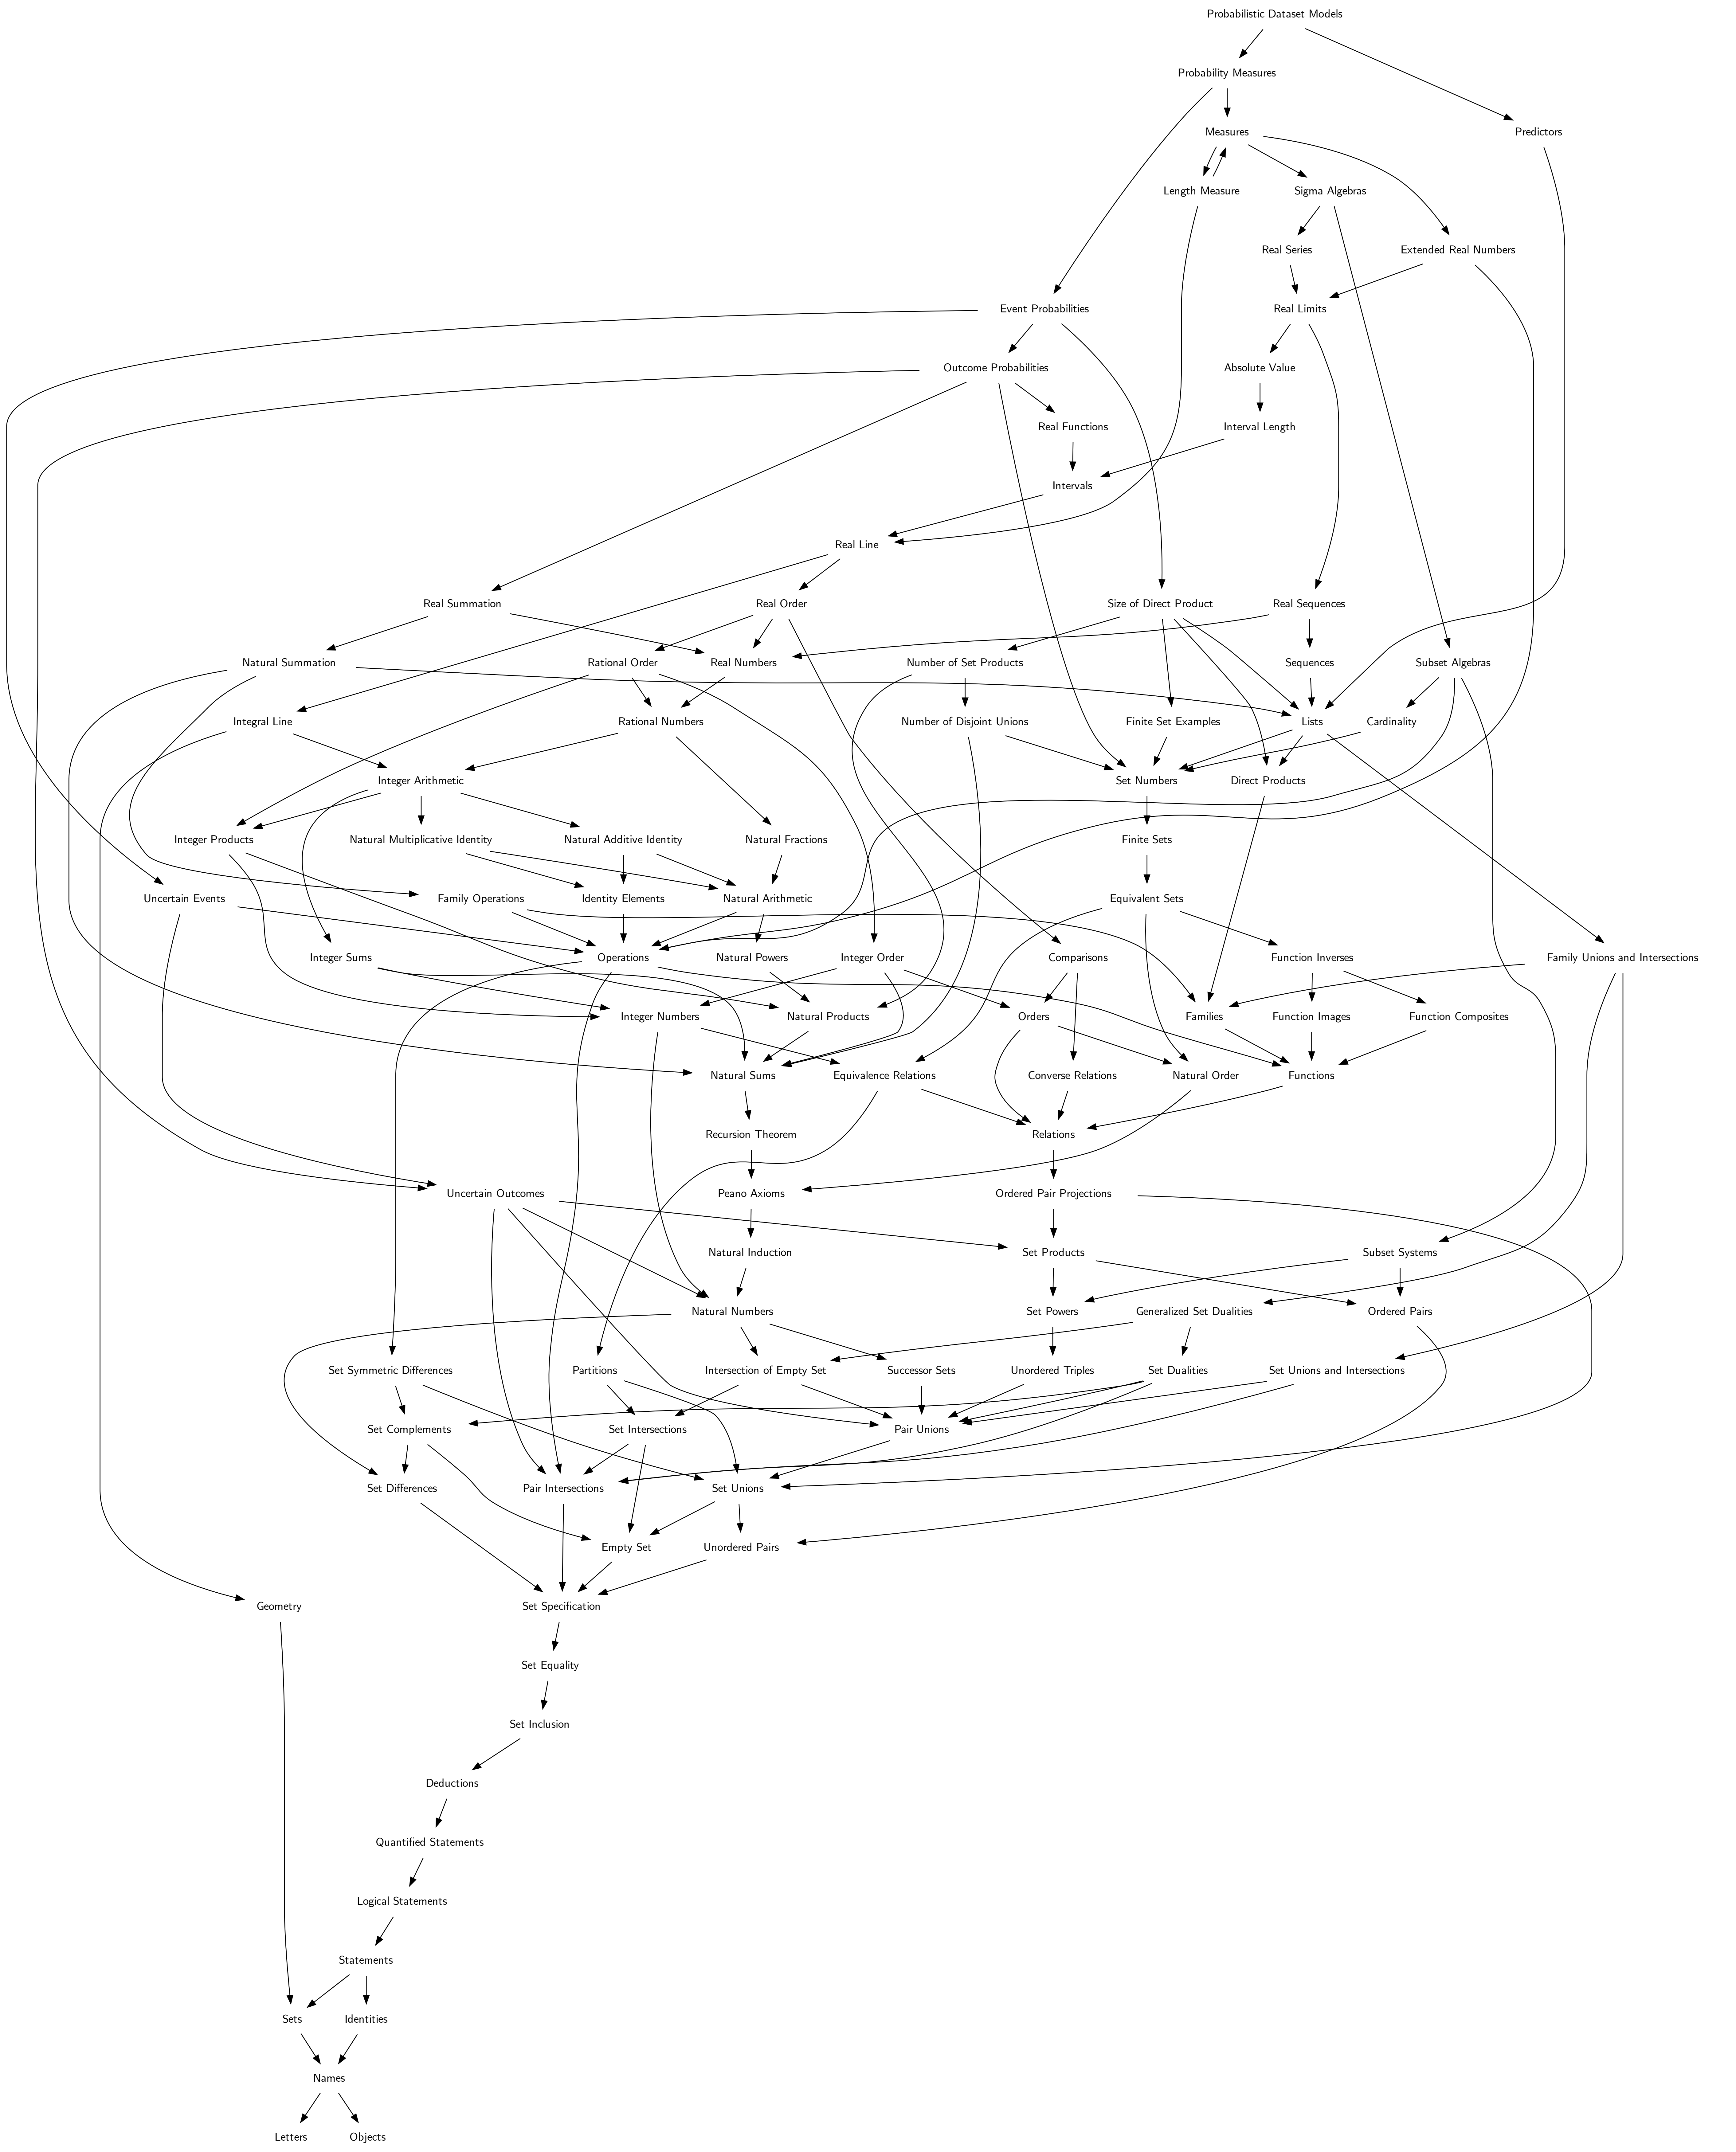 Probabilistic Dataset Models
Probability Measures
Measures
Predictors
Length Measure
Sigma Algebras
Real Series
Extended Real Numbers
Event Probabilities
Real Limits
Outcome Probabilities
Absolute Value
Real Functions
Interval Length
Intervals
Real Line
Real Summation
Real Order
Size of Direct Product
Real Sequences
Natural Summation
Rational Order
Real Numbers
Number of Set Products
Sequences
Subset Algebras
Integral Line
Rational Numbers
Number of Disjoint Unions
Finite Set Examples
Lists
Cardinality
Integer Arithmetic
Set Numbers
Direct Products
Integer Products
Natural Multiplicative Identity
Natural Additive Identity
Natural Fractions
Finite Sets
Uncertain Events
Family Operations
Identity Elements
Natural Arithmetic
Equivalent Sets
Integer Sums
Operations
Natural Powers
Integer Order
Comparisons
Function Inverses
Family Unions and Intersections
Integer Numbers
Natural Products
Orders
Families
Function Images
Function Composites
Natural Sums
Equivalence Relations
Converse Relations
Natural Order
Functions
Recursion Theorem
Relations
Uncertain Outcomes
Peano Axioms
Ordered Pair Projections
Natural Induction
Set Products
Subset Systems
Natural Numbers
Set Powers
Generalized Set Dualities
Ordered Pairs
Set Symmetric Differences
Partitions
Intersection of Empty Set
Successor Sets
Unordered Triples
Set Dualities
Set Unions and Intersections
Set Complements
Set Intersections
Pair Unions
Set Differences
Pair Intersections
Set Unions
Empty Set
Unordered Pairs
Geometry
Set Specification
Set Equality
Set Inclusion
Deductions
Quantified Statements
Logical Statements
Statements
Sets
Identities
Names
Letters
Objects